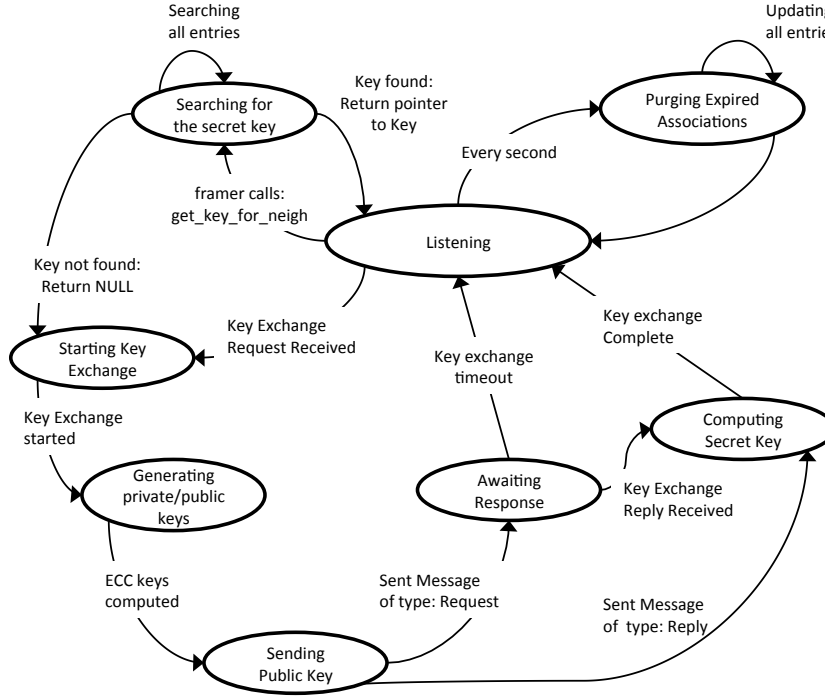 Searching
all entries
Updating
all entrie
Searching for
the secret key
Key found:
Return pointer
to Key
Purging Expired
Associations
Every second
framer calls:
get_key_for_neigh
Listening
Key not found:
Return NULL
Key Exchange
Request Received
Key exchange
Complete
Starting Key
Exchange
Key exchange
timeout
Key Exchange
started
Computing
Secret Key
Generating
private/public
keys
Awaiting
Response
Key Exchange
Reply Received
ECC keys
computed
Sent Message
of type: Request
Sent Message
of type: Reply
Sending
Public Key